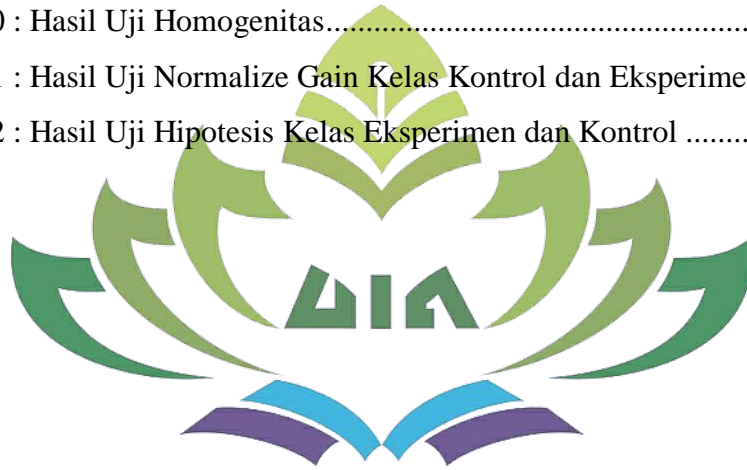 0 : Hasil Uji Homogenitas.......................................................
1 : Hasil Uji Normalize Gain Kelas Kontrol dan Eksperime
2 : Hasil Uji Hipotesis Kelas Eksperimen dan Kontrol ........
UIN